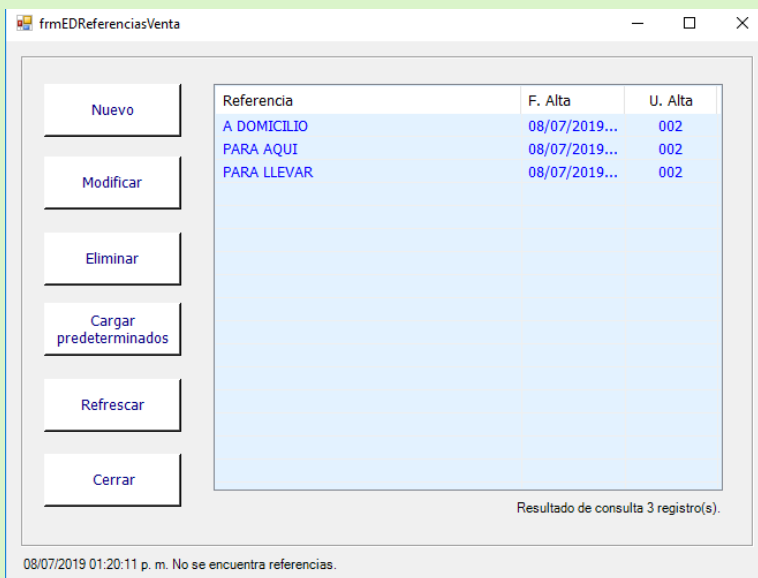 frmEDReferenciasVenta
Nuevo
Modificar
Eliminar
Cargar
predeterminados
Refrescar
Cerrar
Referencia F. Alta U. Alta
A DOMICILIO 08/07/2019... 002
PARA AQUI 08/07/2019... 002
PARA LLEVAR 08/07/2019... 002
Resultado de consulta 3 registro(s).
08/07/2019 01:20:11 p. m. No se encuentra referencias.